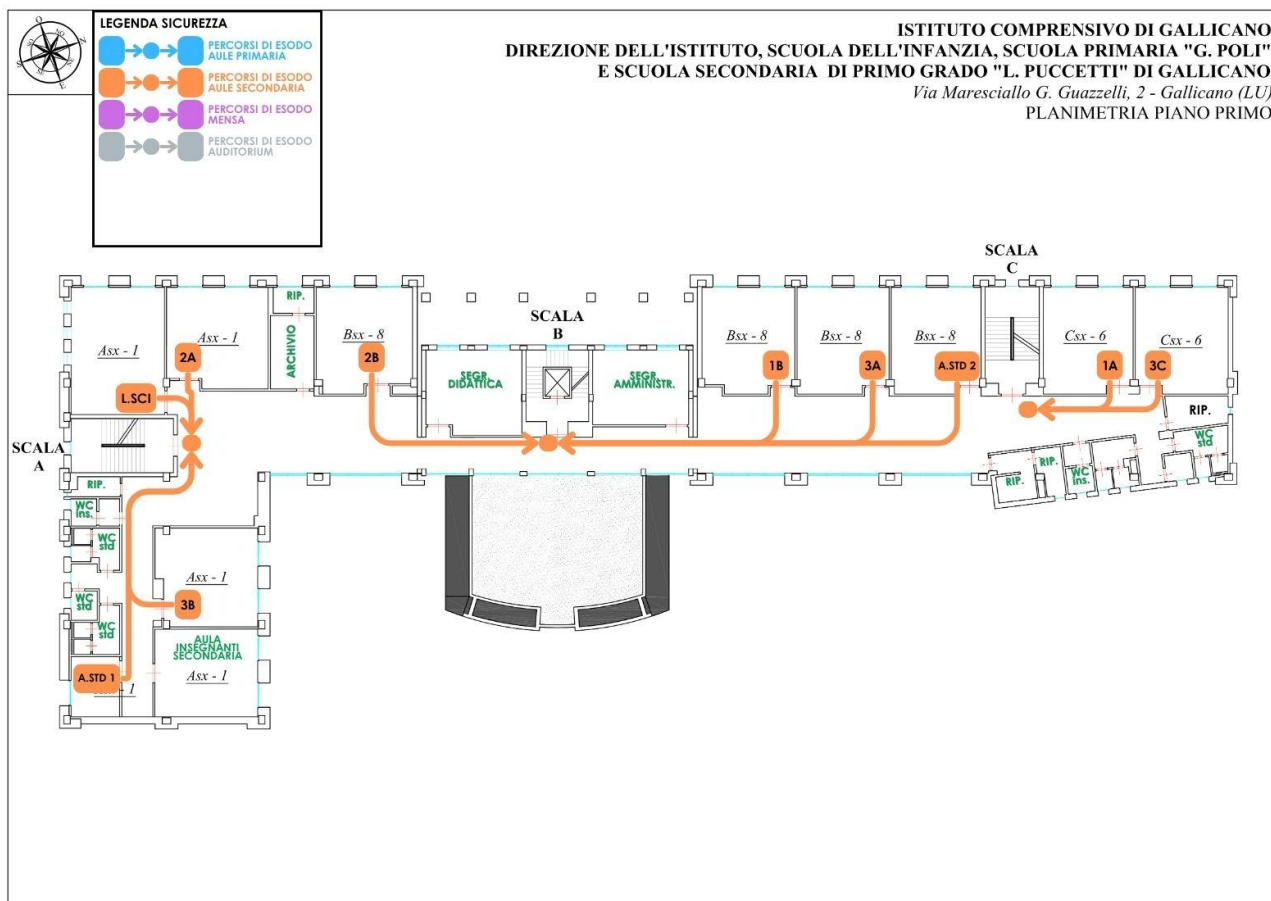 LEGENDA SICUREZZA
PERCORSI DI ESODO
AULE PRIMARIA
PERCORSI DI ESODO
AULE SECONDARIA
PERCORSI DI ESODO
MENSA
PERCORSI DI ESODO
AUDITORIUM
O
N
S
E
NO
SO
NE
SE
ISTITUTO COMPRENSIVO DI GALLICANO
DIREZIONE DELL'ISTITUTO, SCUOLA DELL'INFANZIA, SCUOLA PRIMARIA "G. POLI"
E SCUOLA SECONDARIA DI PRIMO GRADO "L. PUCCETTI" DI GALLICANO
Via Maresciallo G. Guazzelli, 2 - Gallicano (LU)
PLANIMETRIA PIANO PRIMO
SCALA
C
RIP.
SCALA
B
ARCHIVIO
Asx - 1
Asx - 1
Bsx - 8
Bsx - 8
Bsx - 8
Bsx - 8
Csx - 6
Csx - 6
2A
2B
SEGR.
DIDATTICA
SEGR.
AMMINISTR.
1B
3A
A.STD 2
1A
3C
L.SCI
RIP.
SCALA
A
WC
std
RIP.
RIP.
WC
ins.
RIP.
WC
ins.
WC
std
Asx - 1
WC
std
3B
WC
std
AULA
INSEGNANTI
SECONDARIA
Asx - 1
A.STD 1
- 1